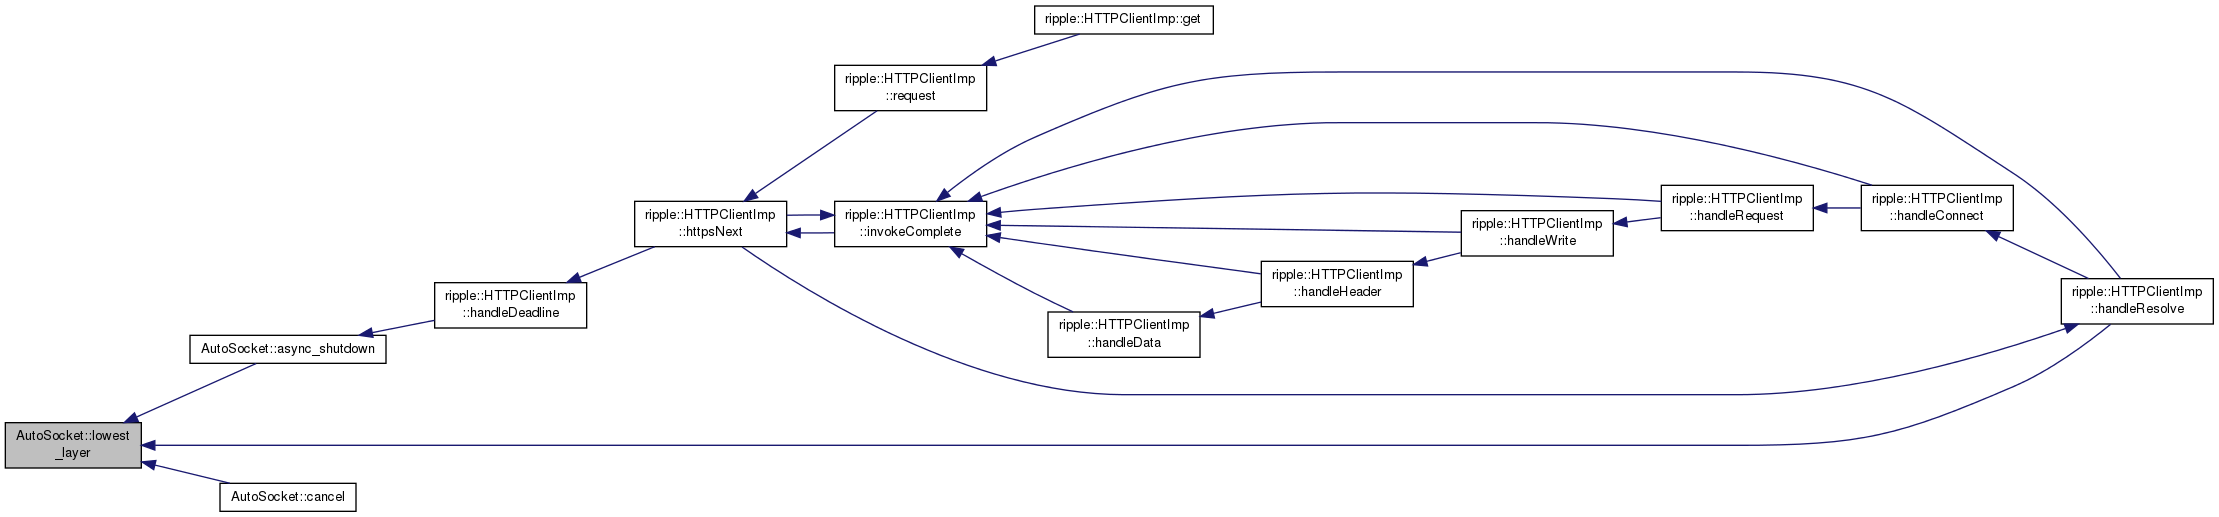 ripple::HTTPClientImp::get
ripple::HTTPClientImp
::request
ripple::HTTPClientImp
::httpsNext
ripple::HTTPClientImp
::invokeComplete
ripple::HTTPClientImp
::handleRequest
ripple::HTTPClientImp
::handleConnect
ripple::HTTPClientImp
::handleWrite
ripple::HTTPClientImp
::handleHeader
ripple::HTTPClientImp
::handleResolve
ripple::HTTPClientImp
::handleDeadline
ripple::HTTPClientImp
::handleData
AutoSocket::async_shutdown
AutoSocket::lowest
_layer
AutoSocket::cancel